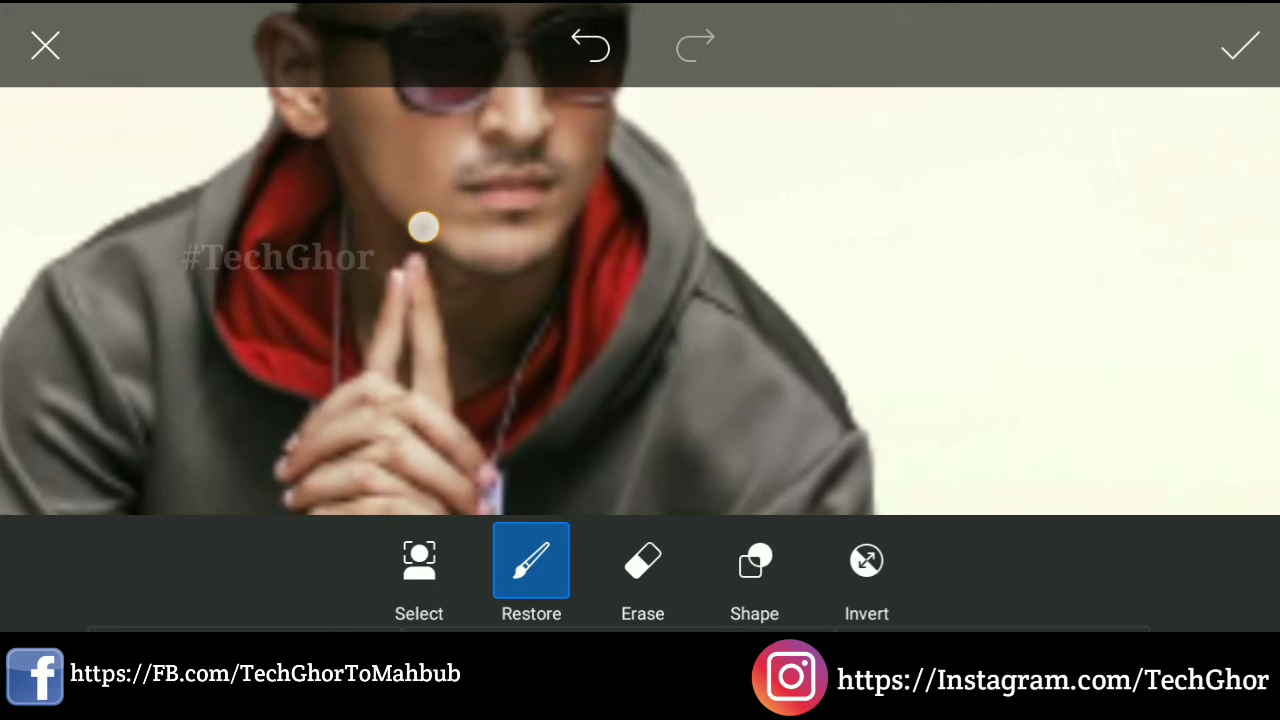 #TechGhor
Select
Restore
Erase
Shape
Invert
https://FB.com/TechGhorToMahbub
https://Instagram.com/TechGhor